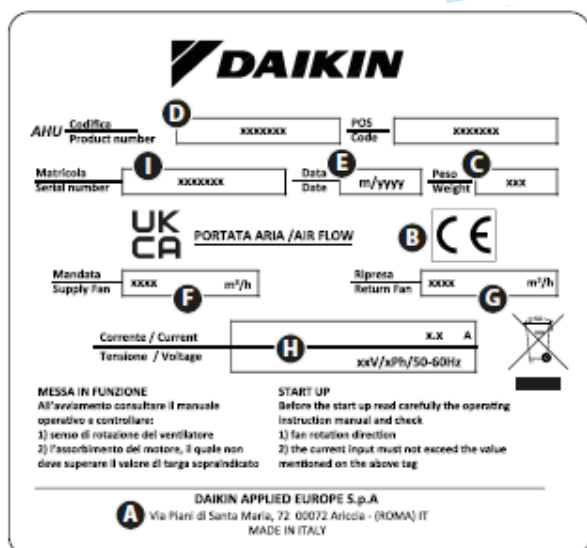 DAIKIN
D
AHU Codifica
Product number
xxxxxxx
POS
Code
xxxxxxx
Matricola
Serial number
I
xxxxxxx
Data
Date
E
m/yyyy
Peso
Weight
C
xxx
UK
CA
PORTATA ARIA /AIR FLOW
B
CE
Mandata
Supply Fan
xxxx m³/h
F
Ripresa
Return Fan
xxxx m³/h
G
Corrente / Current
Tensione / Voltage
H
x.x A
xxV/xPh/50-60Hz
MESSA IN FUNZIONE
All'avviamento consultare il manuale
operativo e controllare:
1) senso di rotazione del ventilatore
2) l'assorbimento del motore, il quale non
deve superare il valore di targa sopraindicato
START UP
Before the start up read carefully the operating
instruction manual and check
1) fan rotation direction
2) the current input must not exceed the value
mentioned on the above tag
DAIKIN APPLIED EUROPE S.p.A
A Via Piani di Santa Maria, 72 00072 Ariccia - (ROMA) IT
MADE IN ITALY